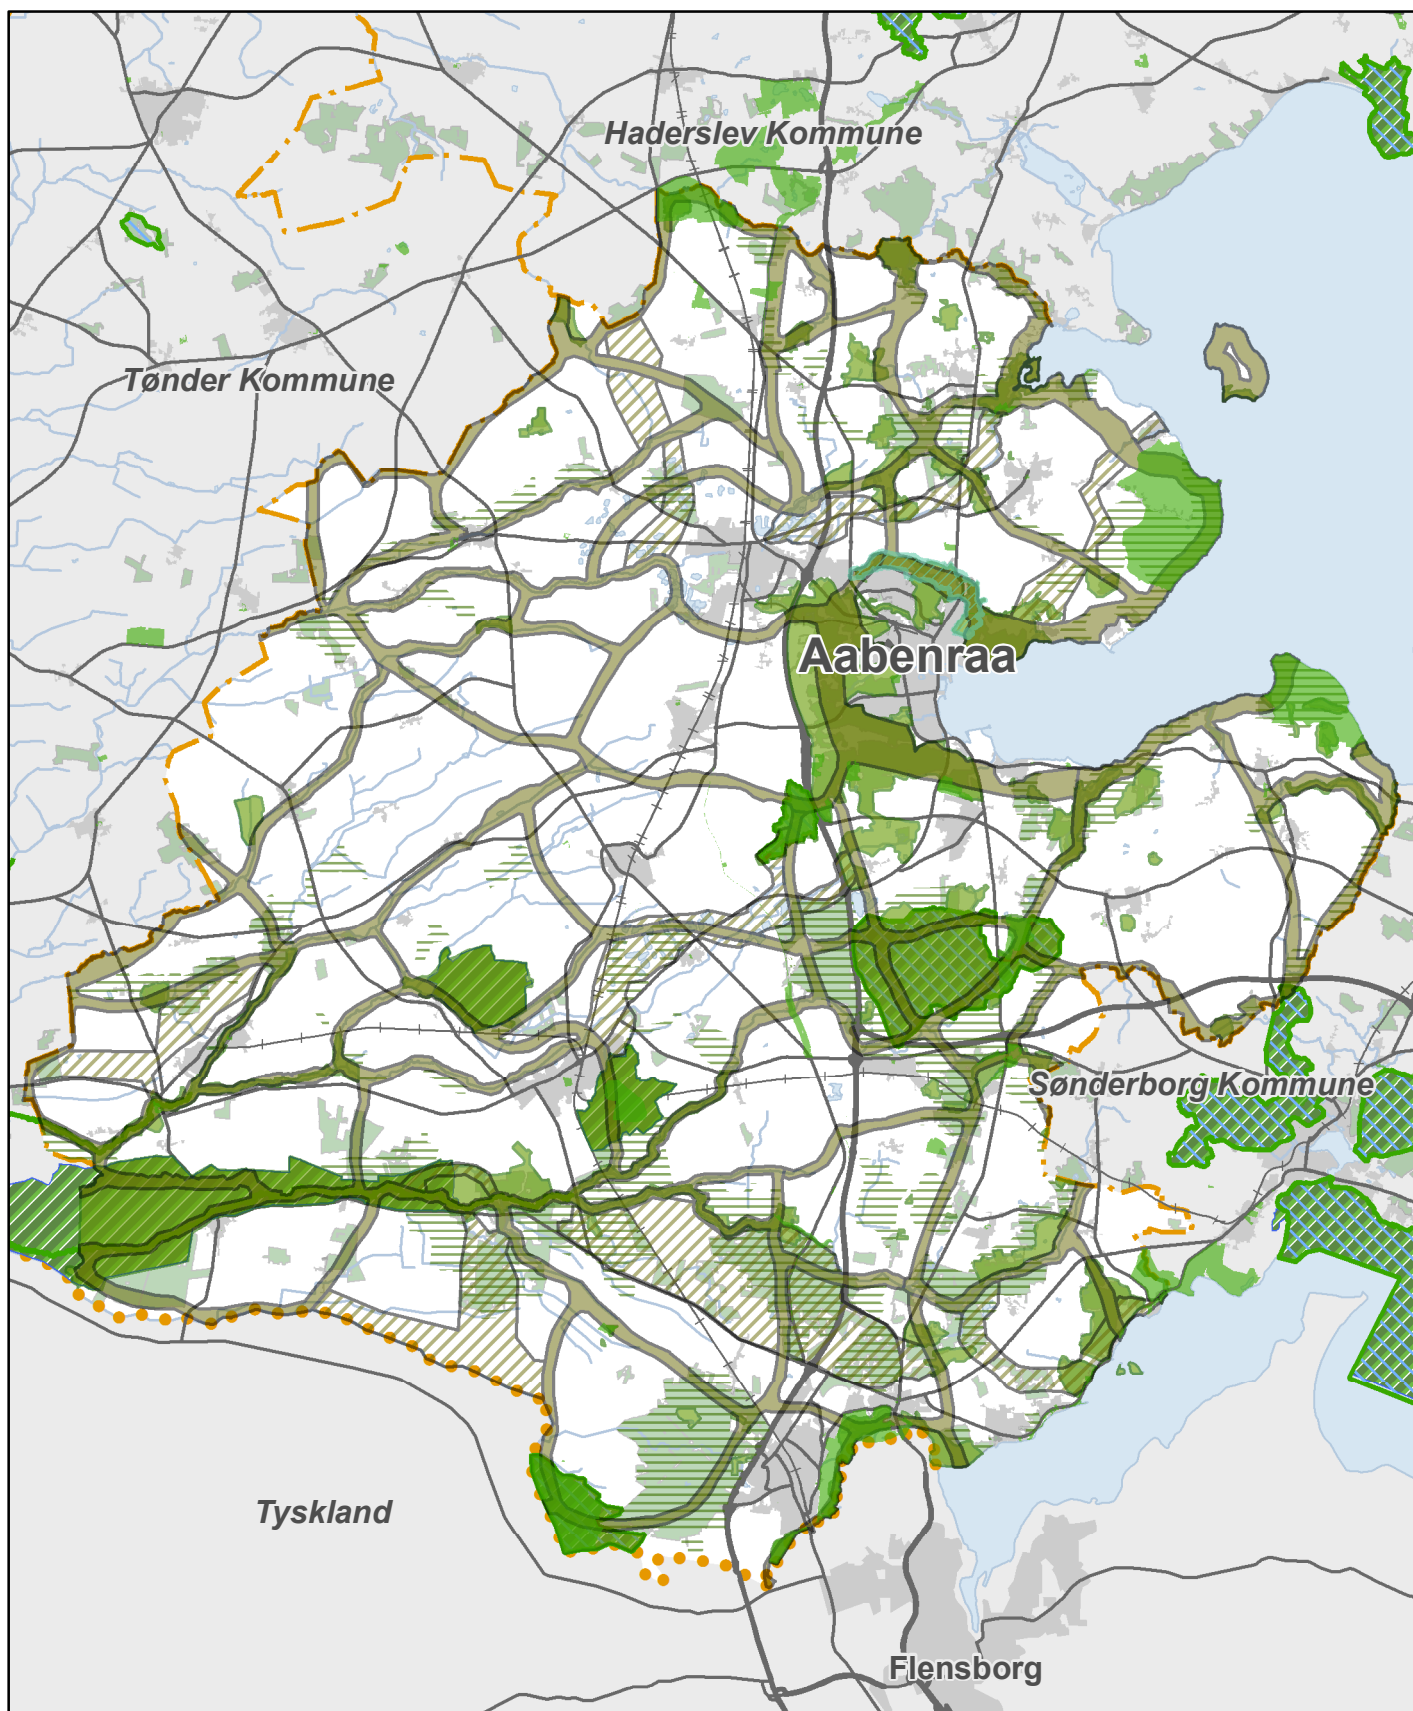 Haderslev Kommune
Tønder Kommune
Aabenraa
Sønderborg Kommune
Tyskland
Flensborg